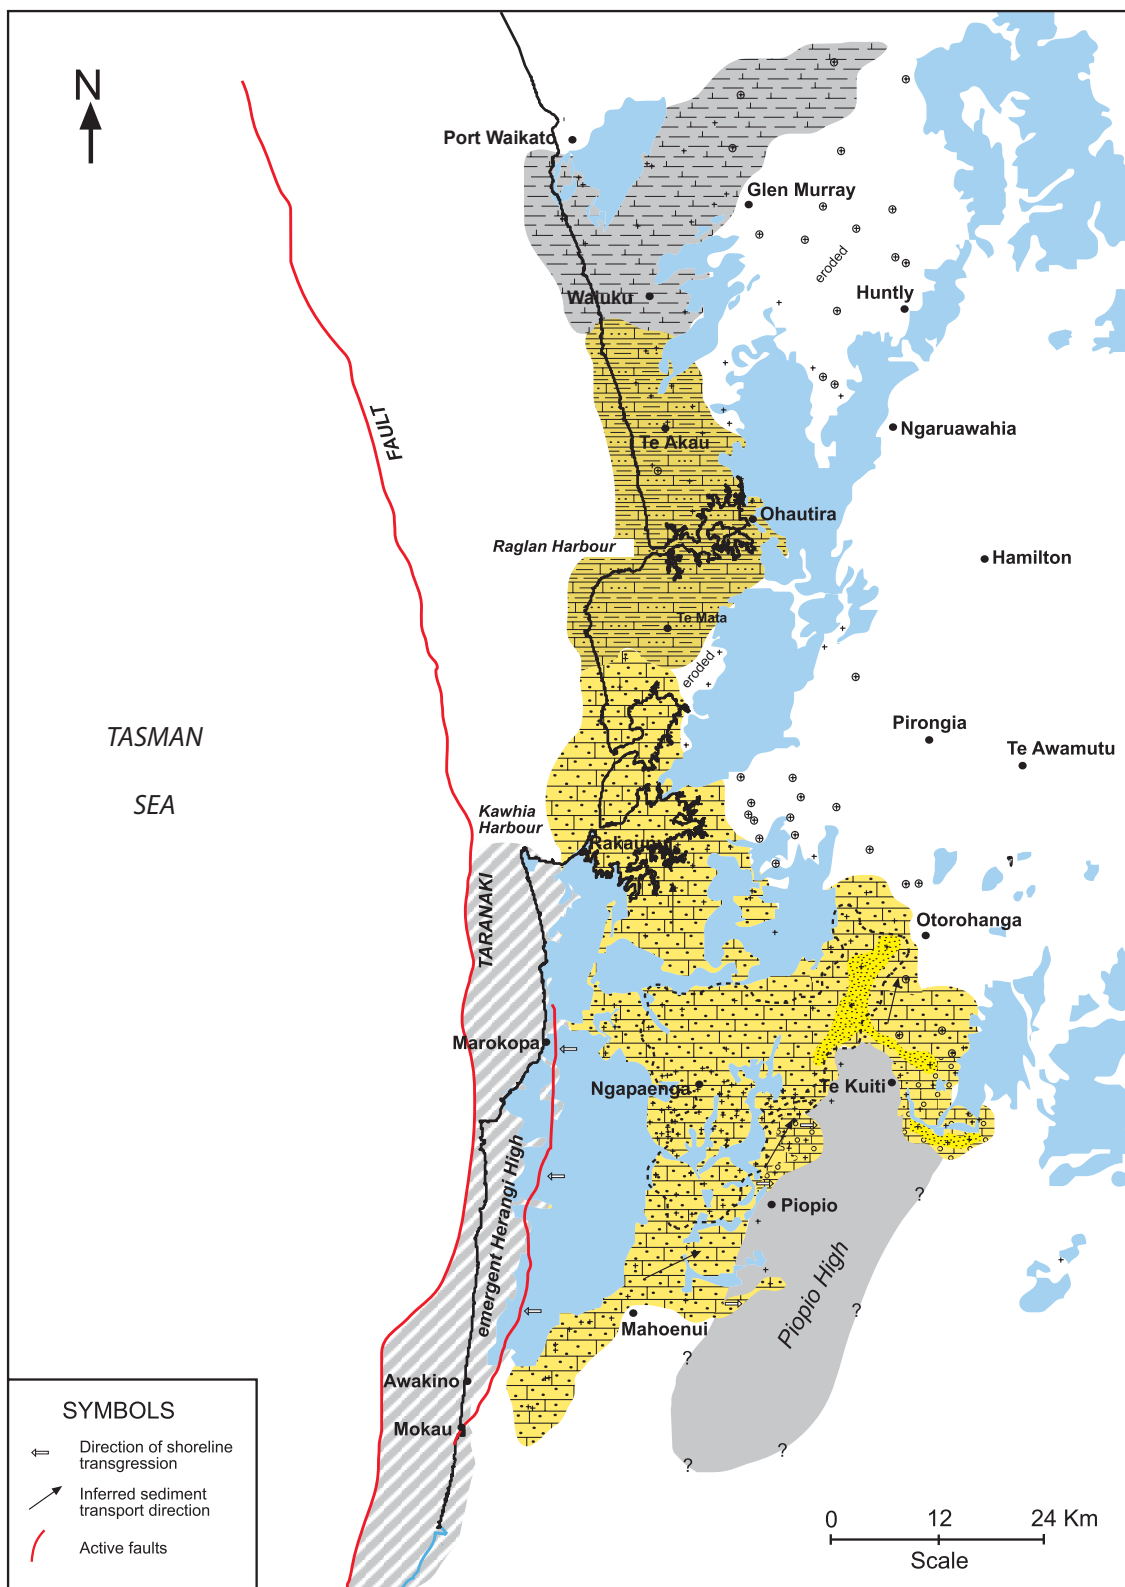 N
Port Waikato
Glen Murray
eroded
Huntly
Waiuku
FAULT
Te Akau
Ngaruawahia
Ohautira
Raglan Harbour
Hamilton
Te Mata
eroded
TASMAN
SEA
Pirongia
Te Awamutu
Kawhia
Harbour
Rakaunui
TARANAKI
Otorohanga
Marokopa
Ngapaenga
Te Kuiti
emergent Herangi High
Piopio
?
Piopio High
?
Mahoenui
?
Awakino
Mokau
?
?
SYMBOLS
Direction of shoreline
transgression
Inferred sediment
transport direction
Active faults
0 12 24 Km
Scale